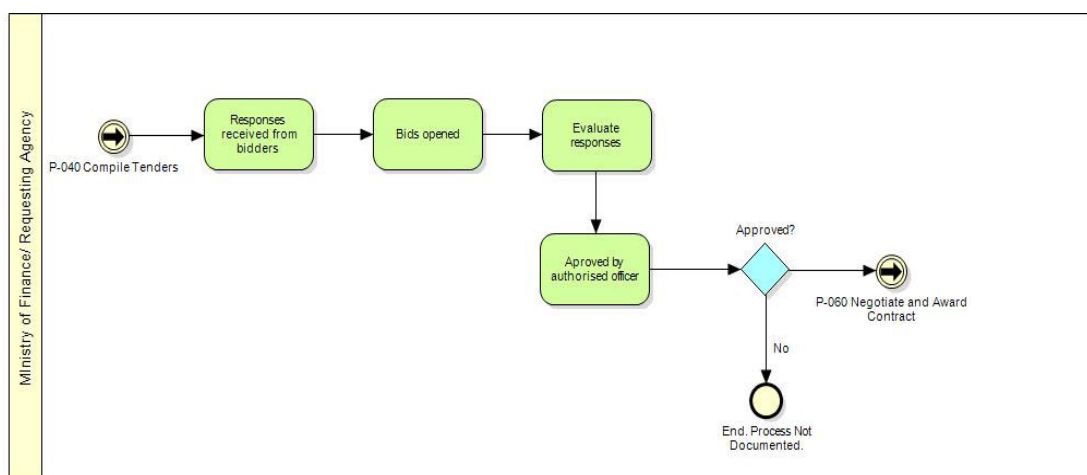 MInistry of Finance/ Requesting Agency
P-040 Compile Tenders
Responses
received from
bidders
Bids opened
Evaluate
responses
Aproved by
authorised officer
Approved?
P-060 Negotiate and Award
Contract
No
End. Process Not
Documented.